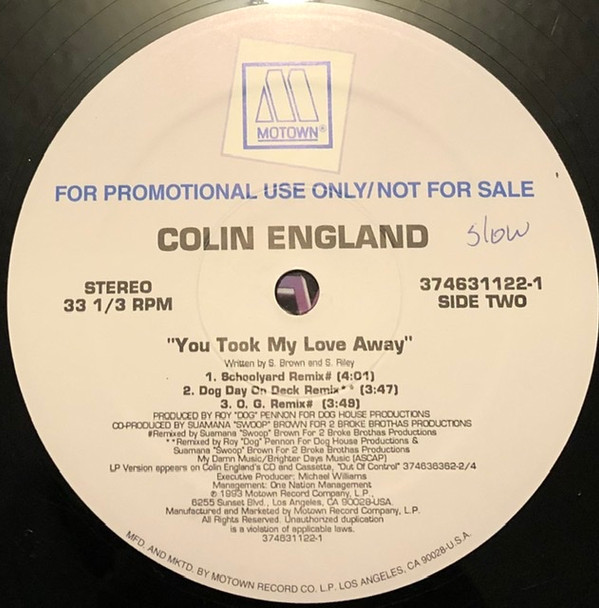 MOTOWN®
FOR PROMOTIONAL USE ONLY/NOT FOR SALE
COLIN ENGLAND
slow
STEREO
33 1/3 RPM
374631122-1
SIDE TWO
"You Took My Love Away"
Written by S. Brown and S. Riley
1. Schoolyard Remix# (4:01)
2. Dog Day On Deck Remix** (3:47)
3. O. G. Remix# (3:49)
PRODUCED BY ROY "DOG" PENNON FOR DOG HOUSE PRODUCTIONS
CO-PRODUCED BY SUAMANA "SWOOP" BROWN FOR 2 BROKE BROTHAS PRODUCTIONS
#Remixed by Suamana "Swoop" Brown For 2 Broke Brothas Productions
**Remixed by Roy "Dog" Pennon For Dog House Productions &
Suamana "Swoop" Brown For 2 Broke Brothas Productions
My Damn Music/Brighter Days Music (ASCAP)
LP Version appears on Colin England's CD and Cassette, "Out Of Control" 374636362-2/4
Executive Producer: Michael Williams
Management: One Nation Management
℗ 1993 Motown Record Company, L.P.,
6255 Sunset Blvd., Los Angeles, CA 90028-USA.
Manufactured and Marketed by Motown Record Company, L.P.
All Rights Reserved. Unauthorized duplication
is a violation of applicable laws.
374631122-1
MFD. AND MKTD. BY MOTOWN RECORD CO. L.P. LOS ANGELES, CA 90028-U.S.A.